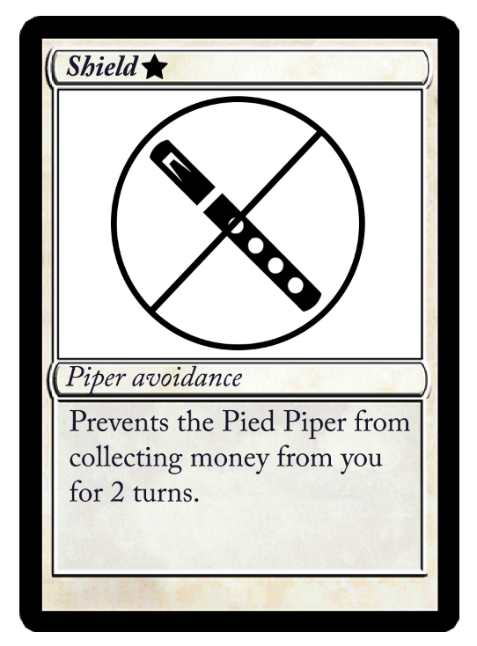 Shield★
Piper avoidance
Prevents the Pied Piper from
collecting money from you
for 2 turns.